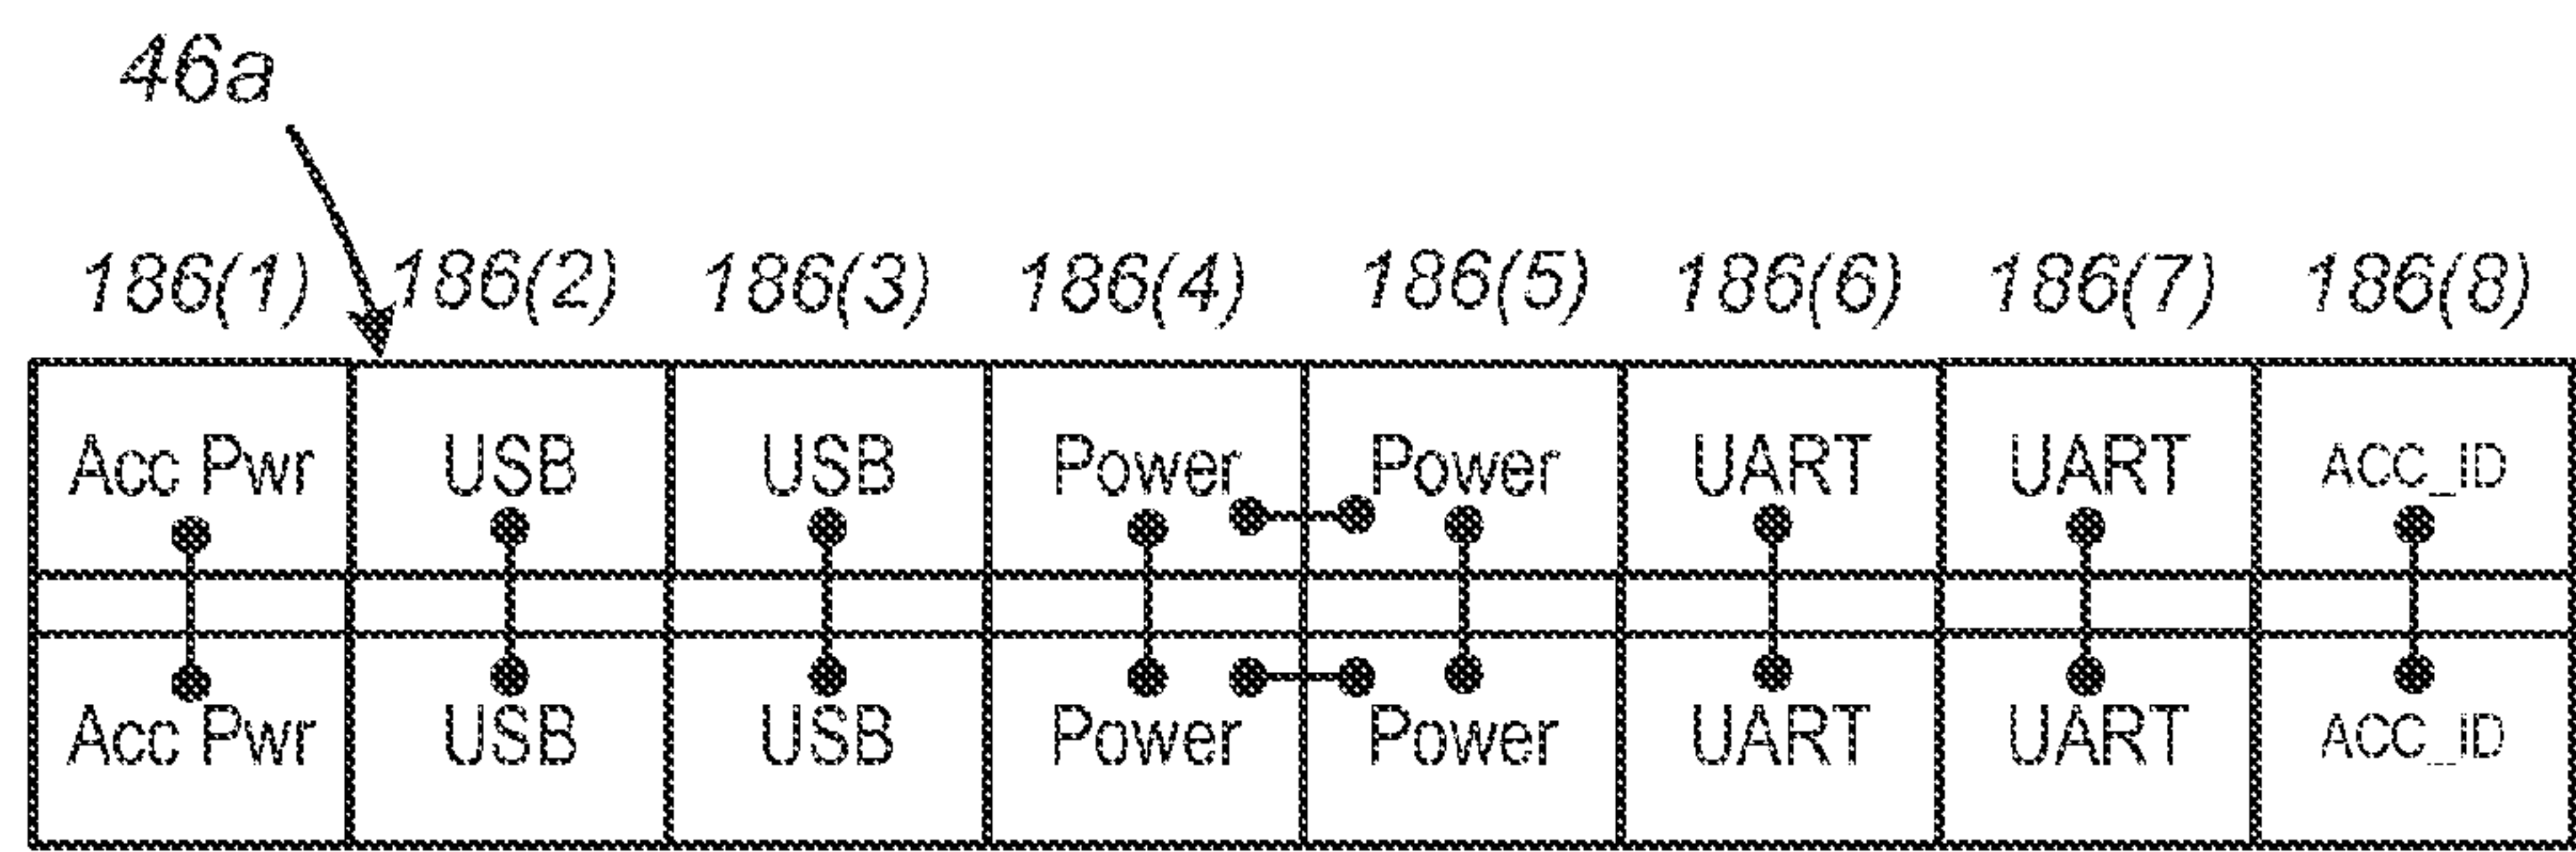 46a
186(1) 186(2) 186(3) 186(4) 186(5) 186(6) 186(7) 186(8)
Acc Pwr USB USB Power Power UART UART ACC_ID
Acc Pwr USB USB Power Power UART UART ACC_ID